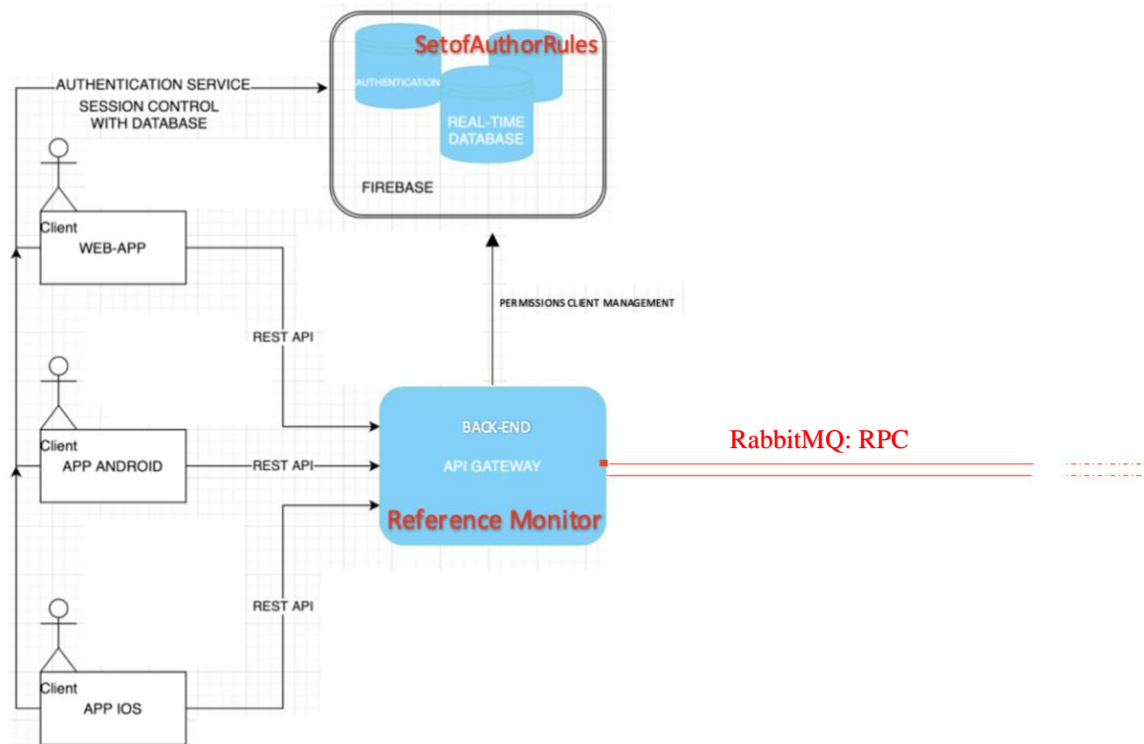 SetofAuthorRules
AUTHENTICATION
REAL-TIME
DATABASE
FIREBASE
AUTHENTICATION SERVICE
SESSION CONTROL
WITH DATABASE
Client
WEB-APP
PERMISSIONS CLIENT MANAGEMENT
REST API
Client
APP ANDROID
REST API
BACK-END
API GATEWAY
Reference Monitor
RabbitMQ: RPC
REST API
Client
APP IOS